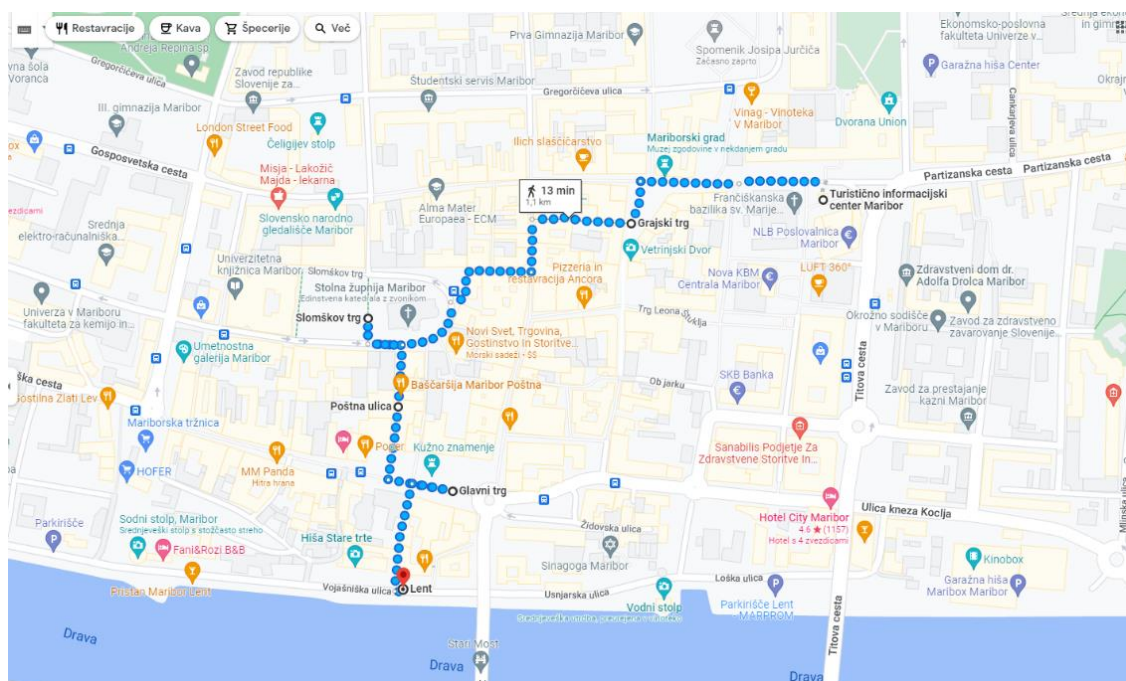 Restavracije
Kava
Špecerije
Več
Andreja Repina sp
Gregorčičeva ulica
Zavod republike
Slovenije za...
Prva Gimnazija Maribor
Spomenik Josipa Jurčiča
Začasno zaprto
Ekonomsko-poslovna
fakulteta Univerze v...
Garažna hiša Center
Voranca
Študentski servis Maribor
Gregorčičeva ulica
III. gimnazija Maribor
London Street Food
Čeligijev stolp
Vinag - Vinoteka
V Maribor
Dvorana Union
Cankarjeva ulica
Gosposvetska cesta
Ilich slaščičarstvo
Mariborski grad
Muzej zgodovine v nekdanjem gradu
Partizanska cesta
Partizanska cesta
Misja - Lakožič
Majda - lekarna
13 min
1,1 km
Turistično informacijski
center Maribor
Alma Mater
Europaea - ECM
Frančiškanska
bazilika sv. Marije...
Slovensko narodno
gledališče Maribor
Grajski trg
Srednja
elektro-računalniška...
NLB Poslovalnica
Maribor
Vetrinjski Dvor
Univerzitetna
knjižnica Maribor
Slomškov trg
Pizzeria in
restavracija Ancora
Nova KBM
Centrala Maribor
LUFT 360°
Zdravstveni dom dr.
Adolfa Drolca Maribor
Stolna župnija Maribor
Edinstvena katedrala z zvonikom
Slomškov trg
Trg Leona Štuklja
Okrožno sodišče
v Mariboru
Zavod za zdravstveno
zavarovanje Slovenije...
Univerza v Mariboru
fakulteta za kemijo in...
Novi Svet, Trgovina,
Gostinstvo In Storitve...
Morski sadeži - $$
Umetnostna
galerija Maribor
Titova cesta
Ob jarku
SKB Banka
Baščaršija Maribor Poštna
Zavod za prestajanje
kazni Maribor
Gostilna Zlati Lev
Poštna ulica
Mariborska tržnica
Kužno znamenje
Sanabilis Podjetje Za
Zdravstvene Storitve In...
HOFER
MM Panda
Hitra hrana
Glavni trg
Hotel City Maribor
4.6 ★ (1157)
Hotel s 4 zvezdicami
Ulica kneza Koclja
Mlinska ulica
Parkirišče
Sodni stolp, Maribor
Srednjeveški stolp s stožčasto streho
Hiša Stare trte
Židovska ulica
Fani&Rozi B&B
Sinagoga Maribor
Kinobox
Pristan Maribor Lent
Vojašniška ulica
Lent
Usnjarska ulica
Loška ulica
Vodni stolp
Parkirišče Lent
MARPROM
Garažna hiša
Maribox Maribor
Drava
Stari Most
Drava
Titova cesta
Drava